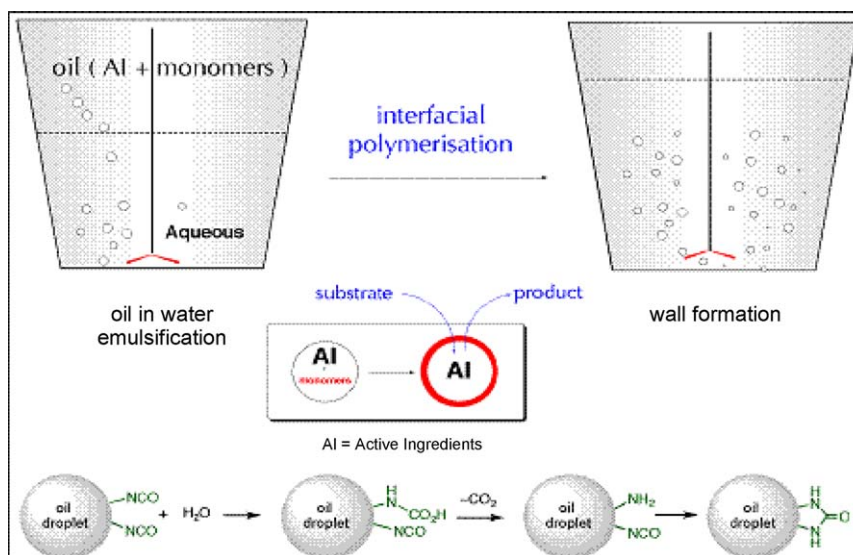 oil ( AI + monomers )
Aqueous
interfacial
polymerisation
oil in water
emulsification
wall formation
substrate
product
AI
+
monomers
AI
AI = Active Ingredients
oil
droplet
NCO
NCO
+ H₂O
oil
droplet
H
N
CO₂H
NCO
–CO₂
oil
droplet
NH₂
NCO
oil
droplet
H
N
O
N
H